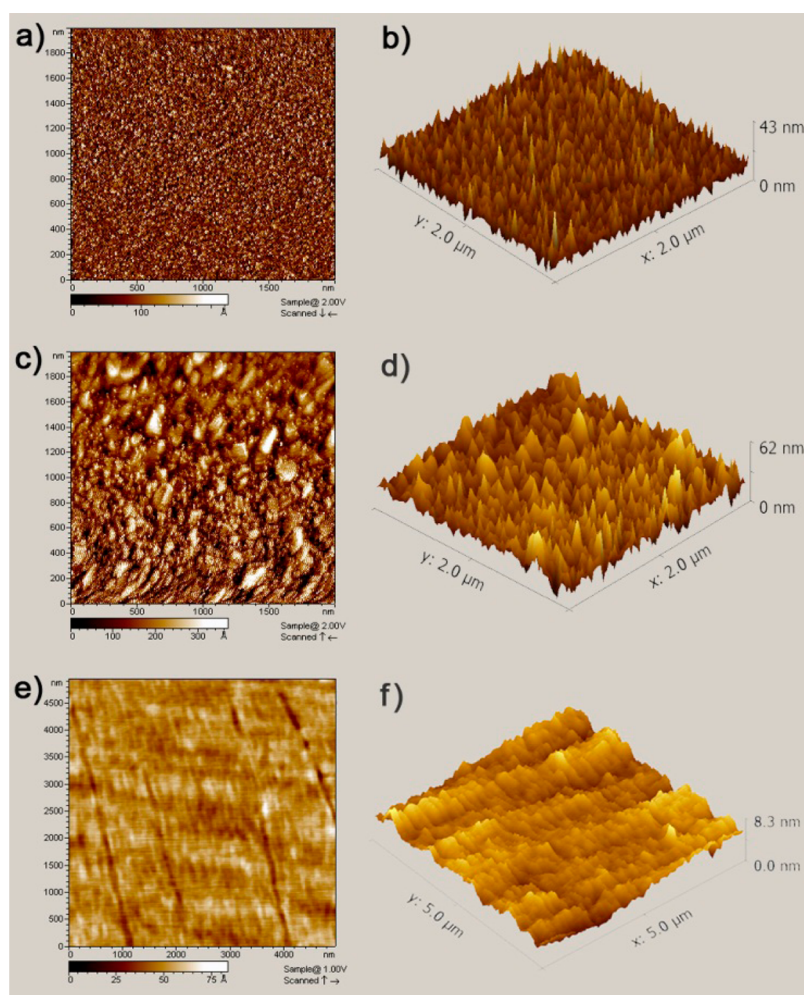 a)
nm
1800
1600
1400
1200
1000
800
600
400
200
0
0 500 1000 1500 nm
Sample@ 2.00V
0 100 Å Scanned ↓ ←
b)
43 nm
0 nm
y: 2.0 µm
x: 2.0 µm
c)
nm
1800
1600
1400
1200
1000
800
600
400
200
0
0 500 1000 1500 nm
Sample@ 2.00V
0 100 200 300 Å Scanned ↑ ←
d)
62 nm
0 nm
y: 2.0 µm
x: 2.0 µm
e)
nm
4500
4000
3500
3000
2500
2000
1500
1000
500
0
0 1000 2000 3000 4000 nm
Sample@ 1.00V
0 25 50 75 Å Scanned ↑ →
f)
8.3 nm
0.0 nm
y: 5.0 µm
x: 5.0 µm